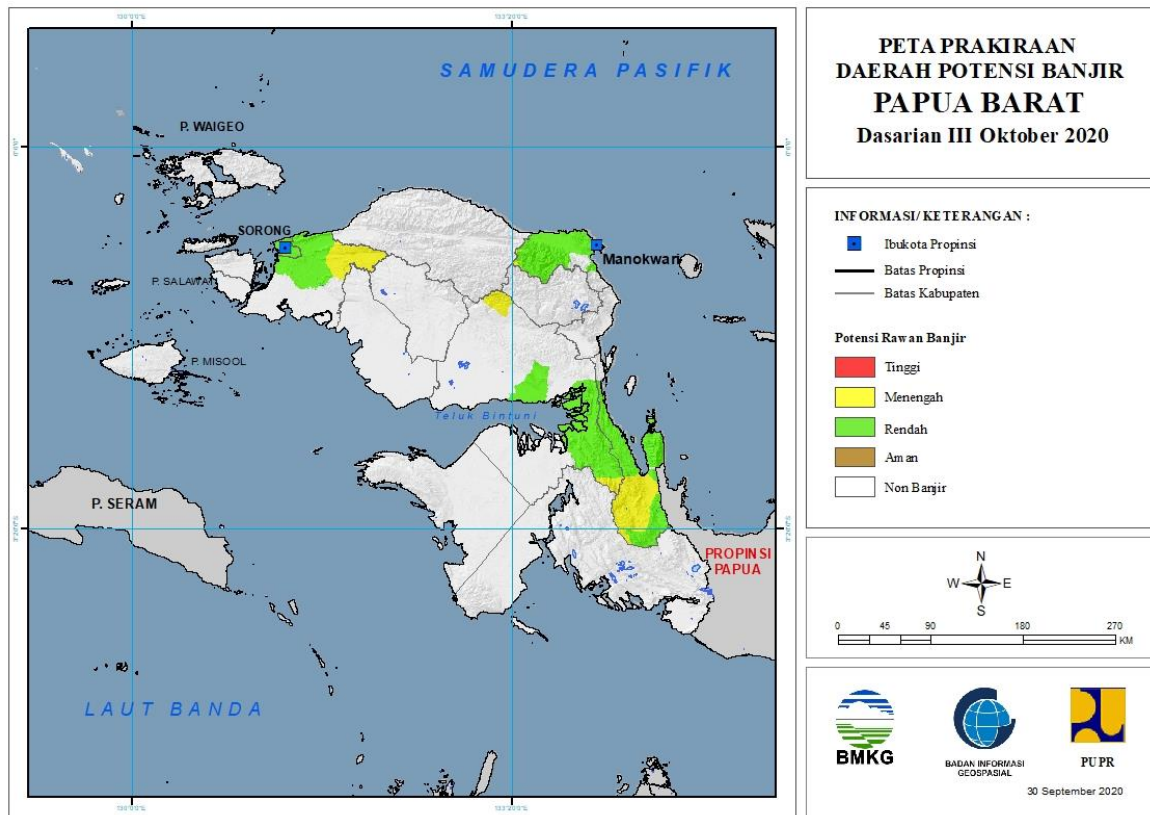 PETA PRAKIRAAN
DAERAH POTENSI BANJIR
PAPUA BARAT
Dasarian III Oktober 2020
SAMUDERA PASIFIK
P. WAIGEO
SORONG
Manokwari
P. SALAWATI
P. MISOOL
Teluk Bintuni
P. SERAM
PROPINSI
PAPUA
LAUT BANDA
INFORMASI/ KETERANGAN :
Ibukota Propinsi
Batas Propinsi
Batas Kabupaten
Potensi Rawan Banjir
Tinggi
Menengah
Rendah
Aman
Non Banjir
N
W E
S
0 45 90 180 270
KM
BMKG
BADAN INFORMASI
GEOSPASIAL
PUPR
30 September 2020